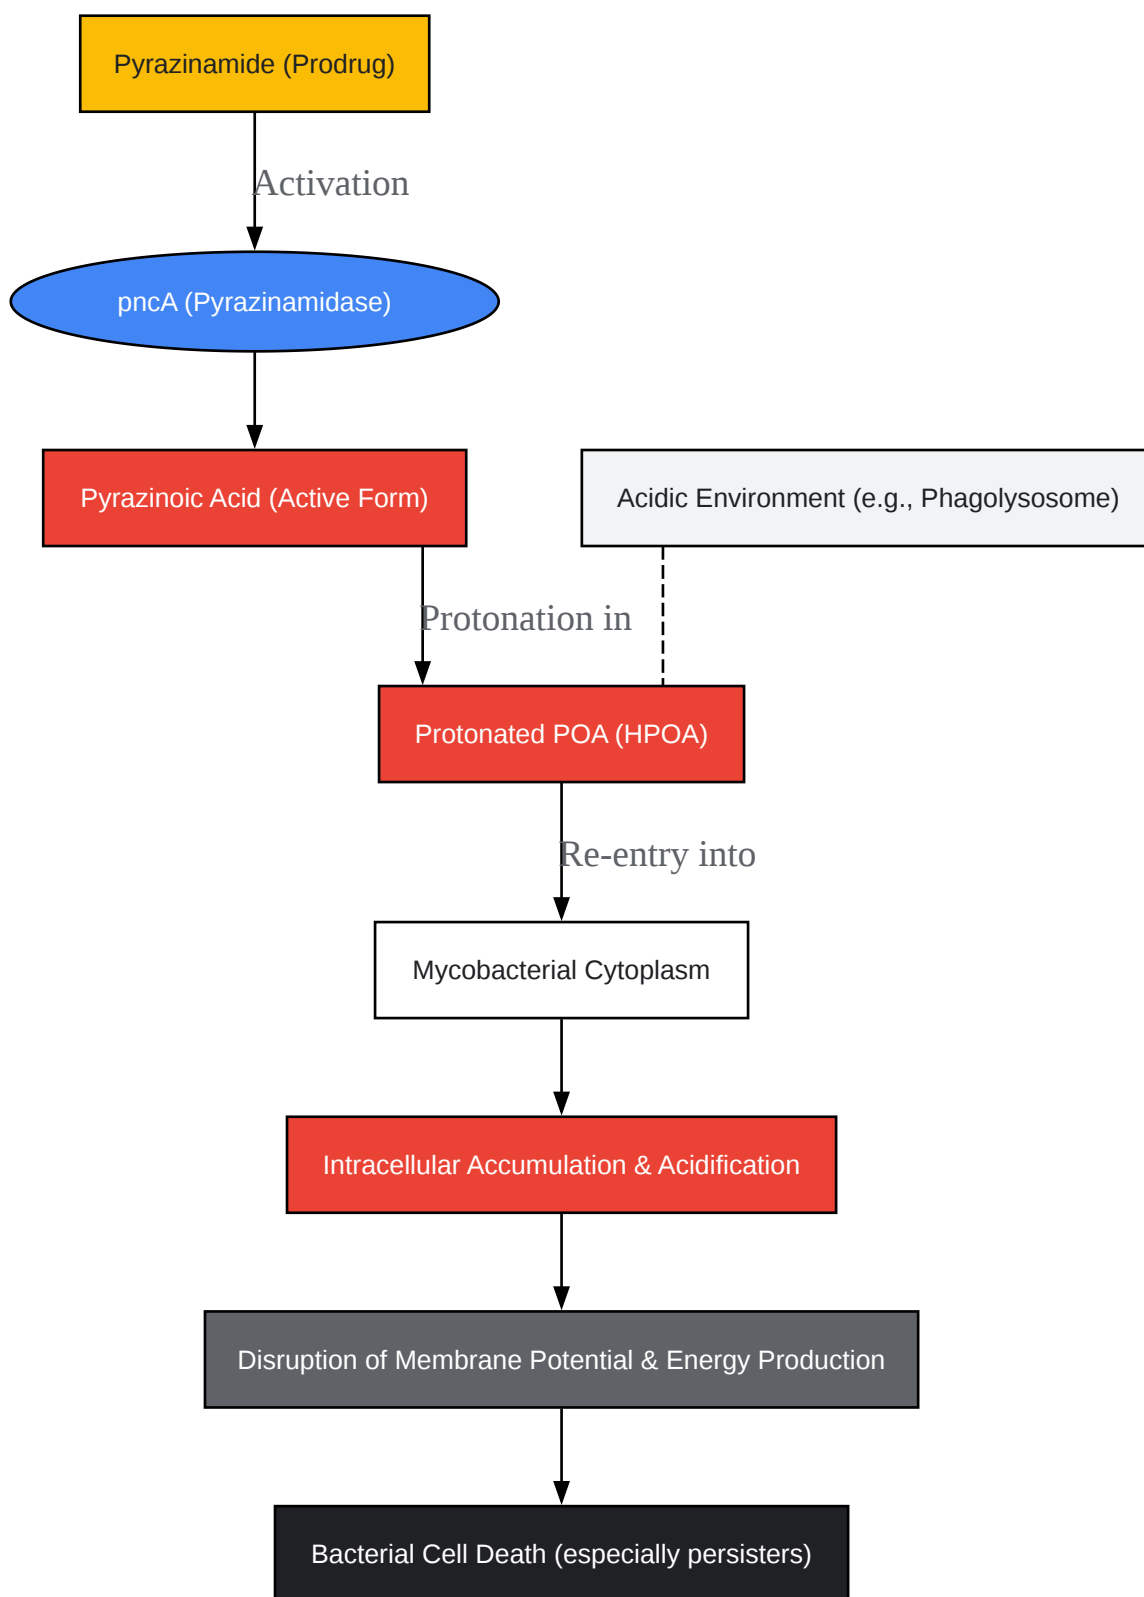 Pyrazinamide (Prodrug)
Activation
pncA (Pyrazinamidase)
Pyrazinoic Acid (Active Form)
Acidic Environment (e.g., Phagolysosome)
Protonation in
Protonated POA (HPOA)
Re-entry into
Mycobacterial Cytoplasm
Intracellular Accumulation & Acidification
Disruption of Membrane Potential & Energy Production
Bacterial Cell Death (especially persisters)